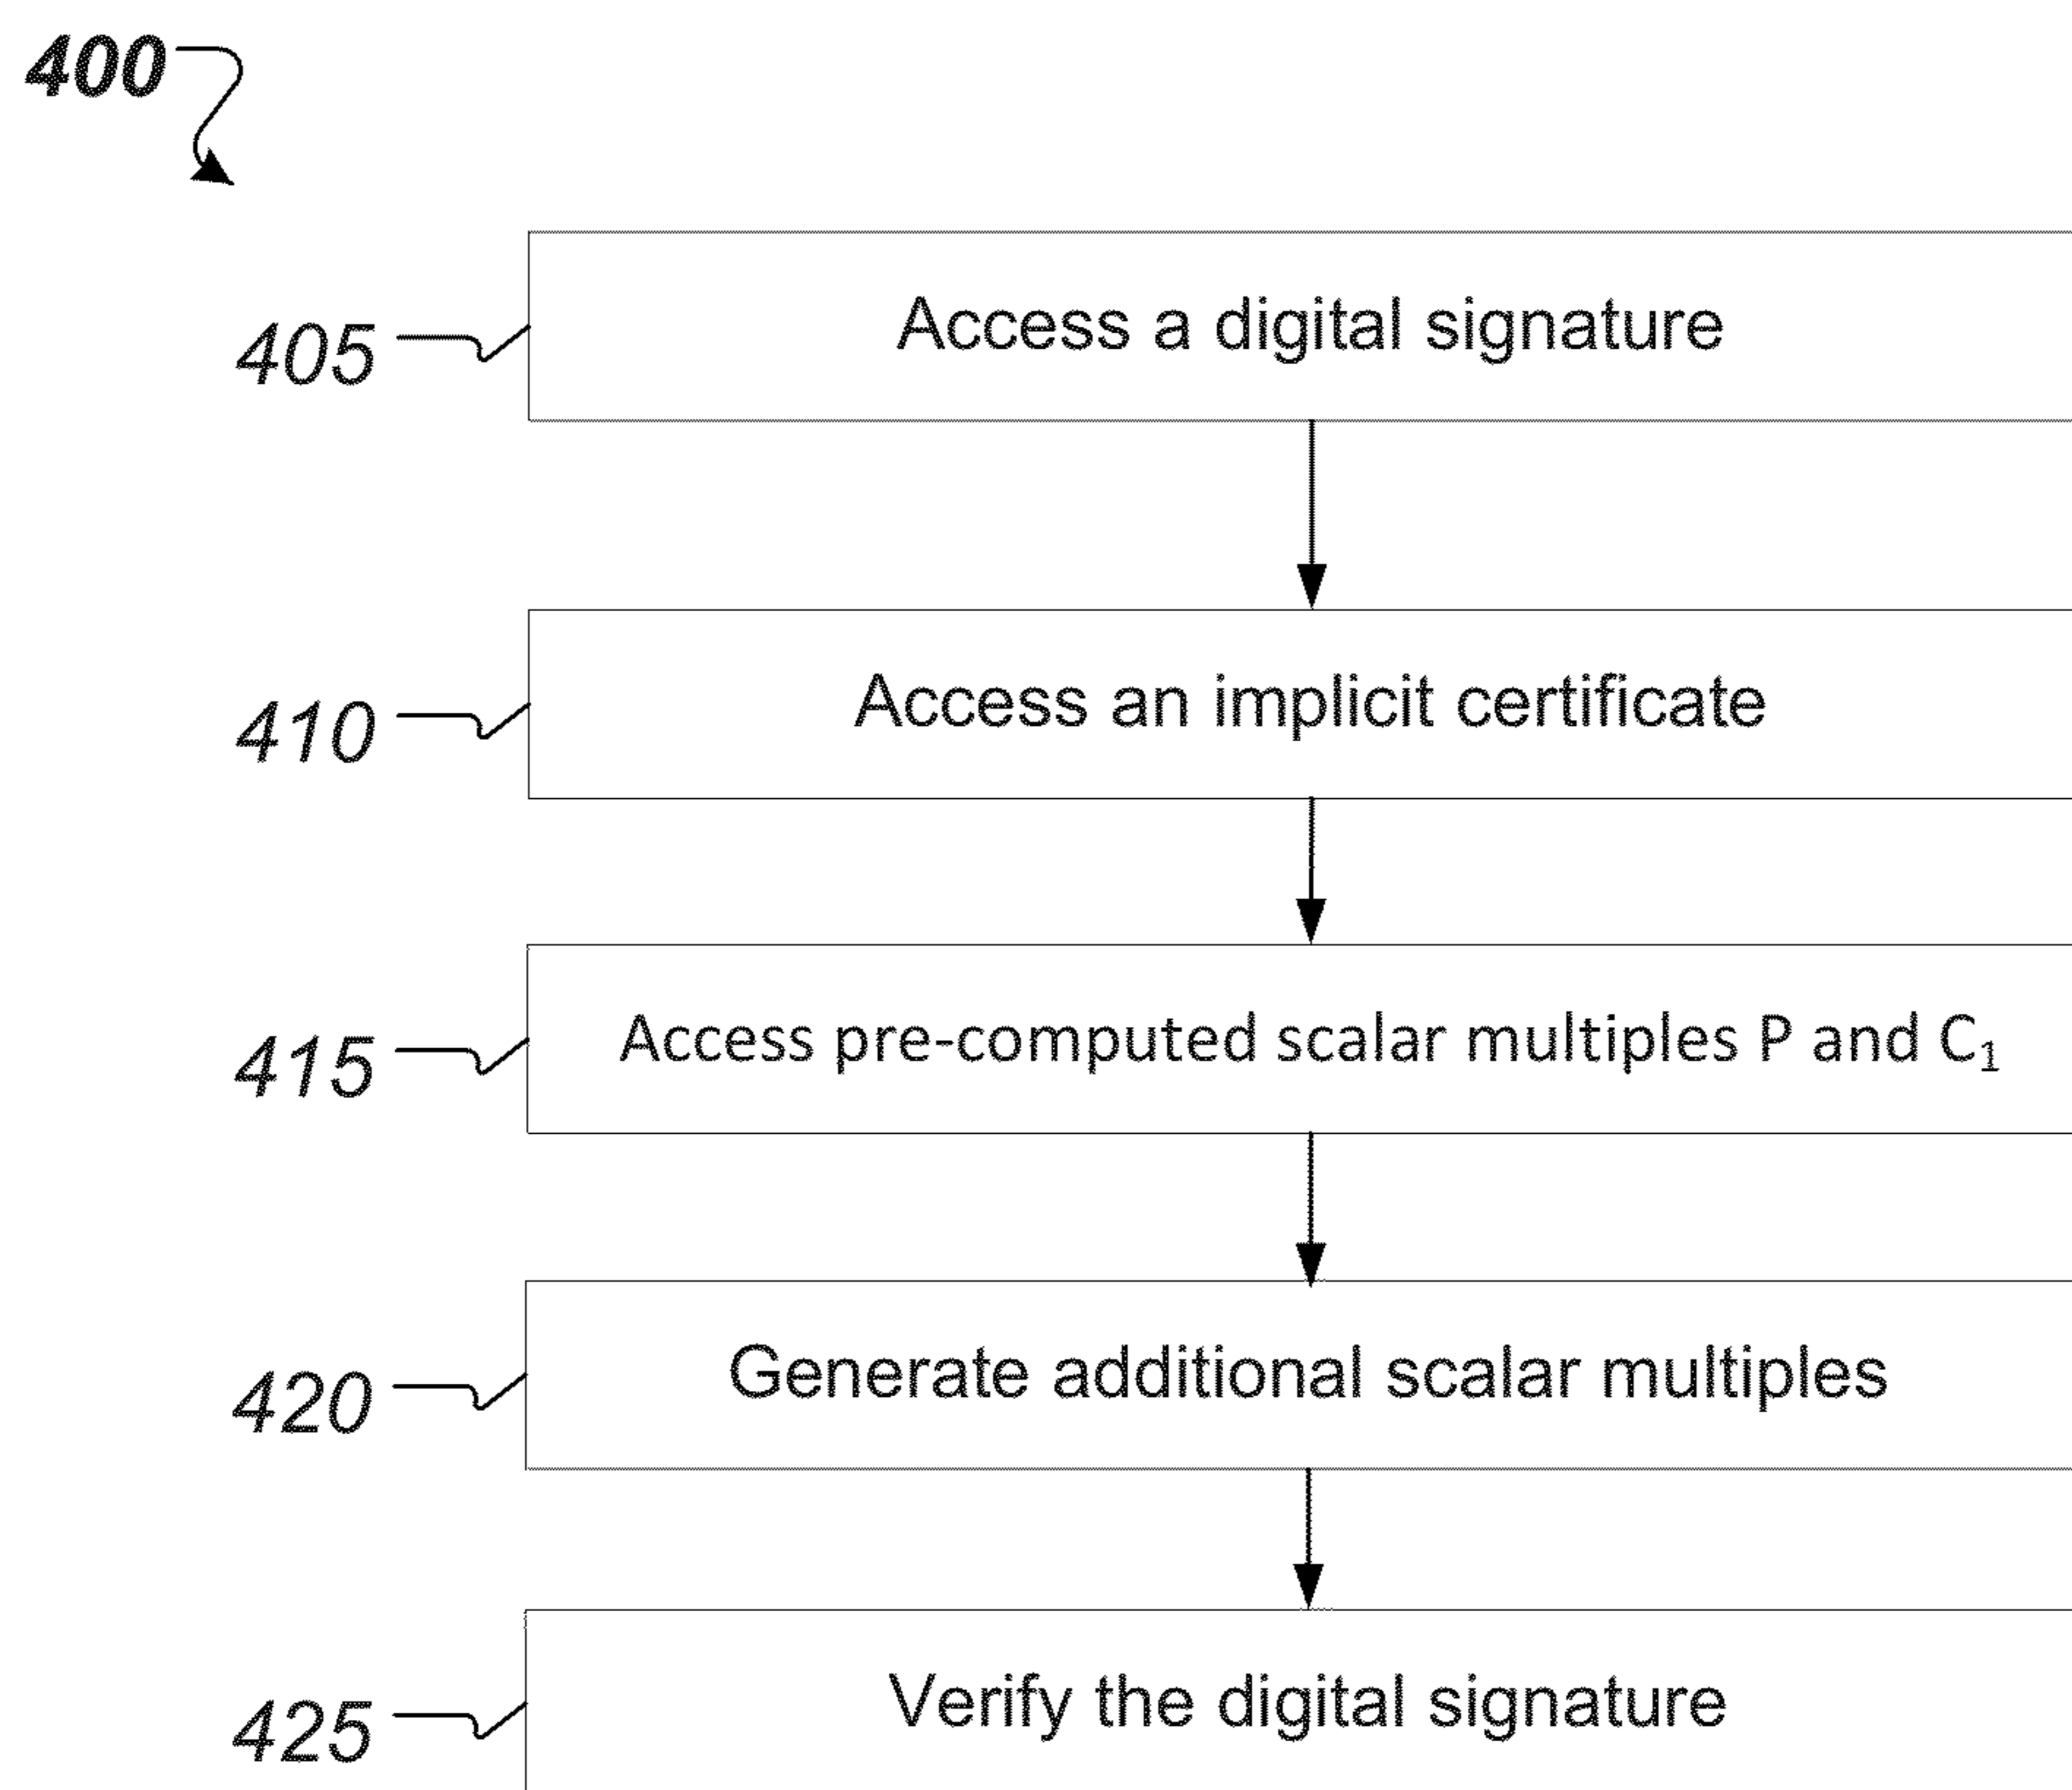 400
405
Access a digital signature
410
Access an implicit certificate
415
Access pre-computed scalar multiples P and C₁
420
Generate additional scalar multiples
425
Verify the digital signature